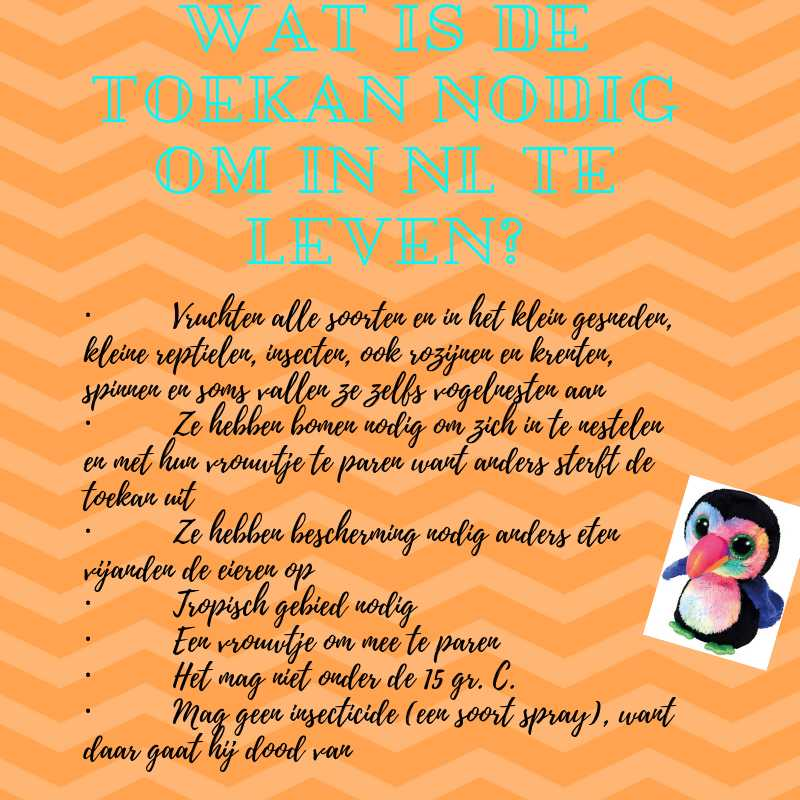 WAT IS DE
TOEKAN NODIG
OM IN NL TE
LEVEN?
• Vruchten alle soorten en in het klein gesneden,
kleine reptielen, insecten, ook rozijnen en krenten,
spinnen en soms vallen ze zelfs vogelnesten aan
• Ze hebben bomen nodig om zich in te nestelen
en met hun vrouwtje te paren want anders sterft de
toekan uit
• Ze hebben bescherming nodig anders eten
vijanden de eieren op
• Tropisch gebied nodig
• Een vrouwtje om mee te paren
• Het mag niet onder de 15 gr. C.
• Mag geen insecticide (een soort spray), want
daar gaat hij dood van